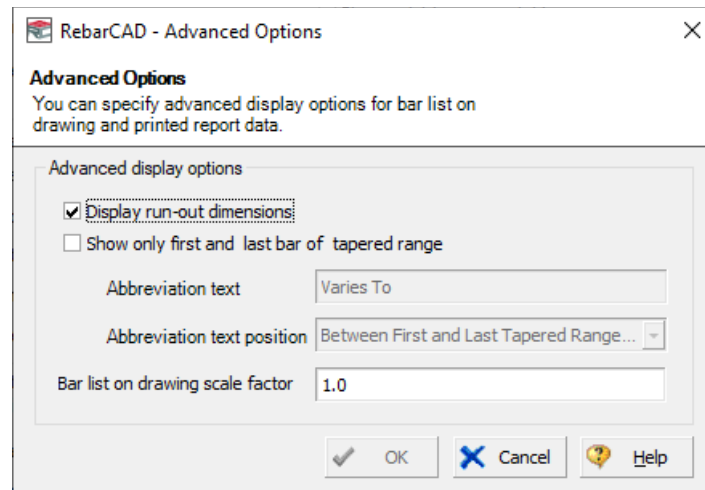 RebarCAD - Advanced Options
Advanced Options
You can specify advanced display options for bar list on
drawing and printed report data.
Advanced display options
Display run-out dimensions
Show only first and last bar of tapered range
Abbreviation text
Varies To
Abbreviation text position
Between First and Last Tapered Range...
Bar list on drawing scale factor
1.0
OK
Cancel
Help